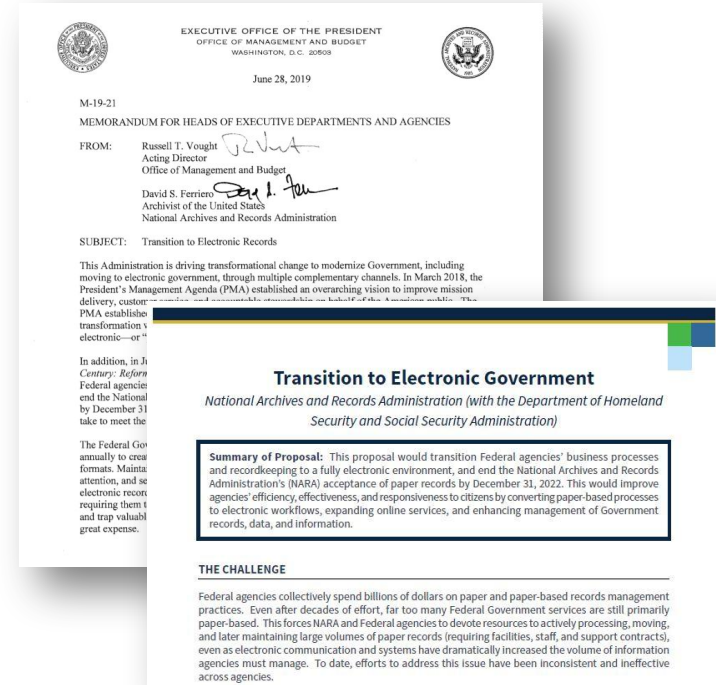 EXECUTIVE OFFICE OF THE PRESIDENT
OFFICE OF MANAGEMENT AND BUDGET
WASHINGTON, D.C. 20503
June 28, 2019
M-19-21
MEMORANDUM FOR HEADS OF EXECUTIVE DEPARTMENTS AND AGENCIES
FROM: Russell T. Vought
Acting Director
Office of Management and Budget
David S. Ferriero
Archivist of the United States
National Archives and Records Administration
SUBJECT: Transition to Electronic Records
This Administration is driving transformational change to modernize Government, including
moving to electronic government, through multiple complementary channels. In March 2018, the
President's Management Agenda (PMA) established an overarching vision to improve mission
delivery, customer service, and accountable stewardship on behalf of the American public. The
PMA establishe
transformation
electronic—or "
In addition, in
Century: Reform
Federal agencie
end the National
by December 31
take to meet the
The Federal Gov
annually to crea
formats. Mainta
attention, and se
electronic record
requiring them t
and trap valuabl
great expense.
Transition to Electronic Government
National Archives and Records Administration (with the Department of Homeland
Security and Social Security Administration)
Summary of Proposal: This proposal would transition Federal agencies' business processes
and recordkeeping to a fully electronic environment, and end the National Archives and Records
Administration's (NARA) acceptance of paper records by December 31, 2022. This would improve
agencies' efficiency, effectiveness, and responsiveness to citizens by converting paper-based processes
to electronic workflows, expanding online services, and enhancing management of Government
records, data, and information.
THE CHALLENGE
Federal agencies collectively spend billions of dollars on paper and paper-based records management
practices. Even after decades of effort, far too many Federal Government services are still primarily
paper-based. This forces NARA and Federal agencies to devote resources to actively processing, moving,
and later maintaining large volumes of paper records (requiring facilities, staff, and support contracts),
even as electronic communication and systems have dramatically increased the volume of information
agencies must manage. To date, efforts to address this issue have been inconsistent and ineffective
across agencies.